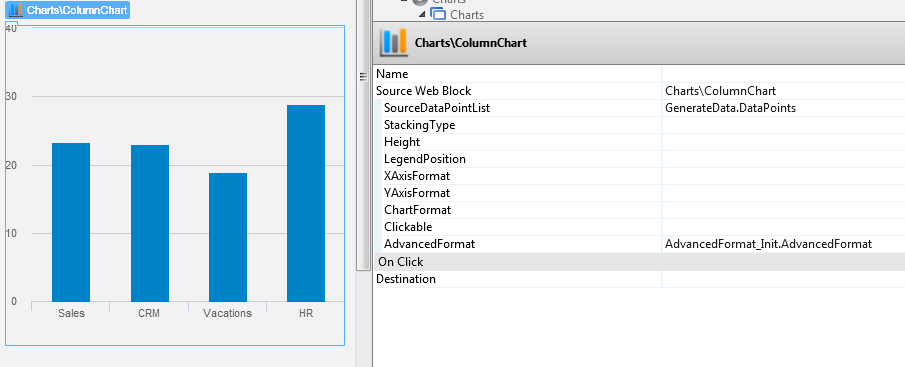 Charts\ColumnChart
40
30
20
10
0
Sales CRM Vacations HR
Charts
Charts
Charts\ColumnChart
Name
Source Web Block Charts\ColumnChart
SourceDataPointList GenerateData.DataPoints
StackingType
Height
LegendPosition
XAxisFormat
YAxisFormat
ChartFormat
Clickable
AdvancedFormat AdvancedFormat_Init.AdvancedFormat
On Click
Destination